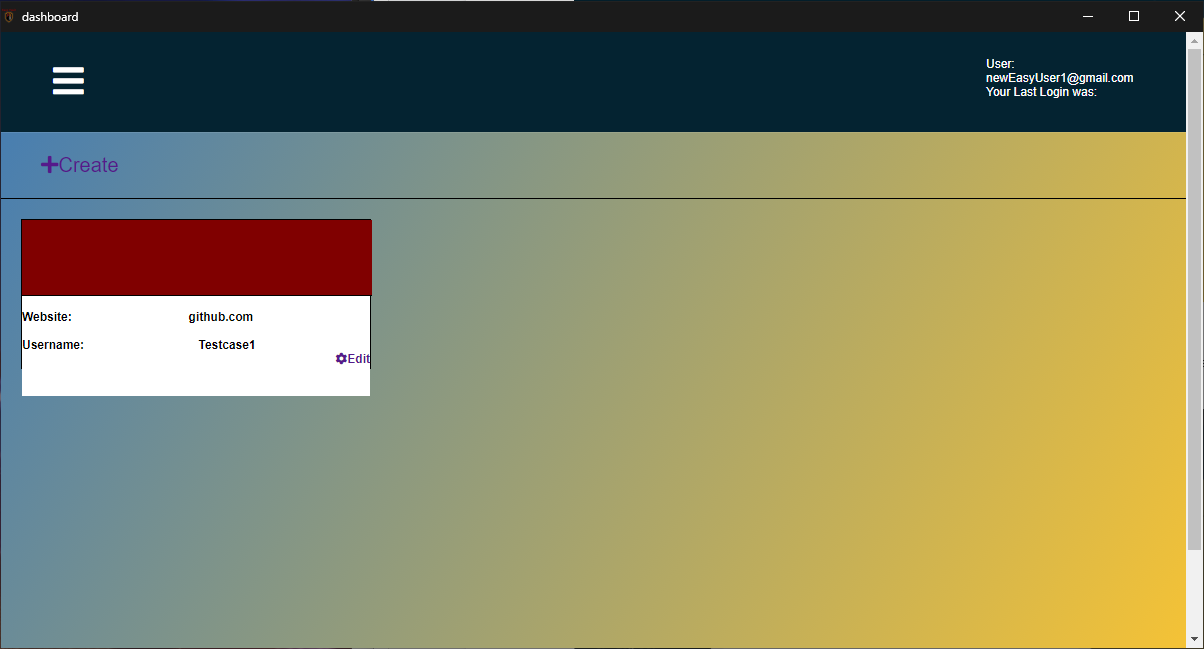 dashboard
User:
newEasyUser1@gmail.com
Your Last Login was:
Create
Website: github.com
Username: Testcase1
Edit